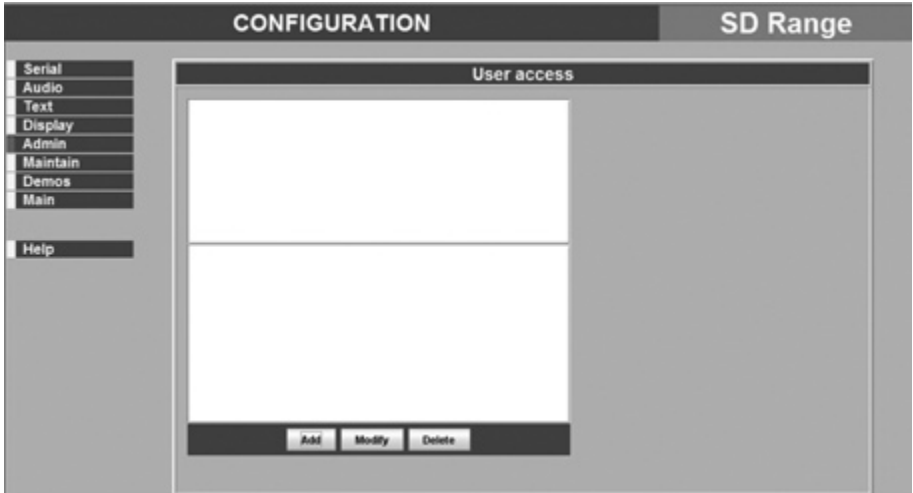 CONFIGURATION SD Range
Serial
Audio
Text
Display
Admin
Maintain
Demos
Main
Help
User access
Add Modify Delete